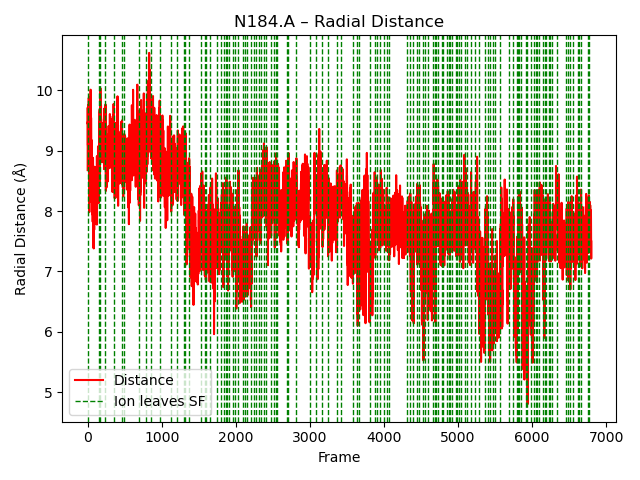 N184.A – Radial Distance
Radial Distance (Å)
10
9
8
7
6
5
Distance
Ion leaves SF
0 1000 2000 3000 4000 5000 6000 7000
Frame